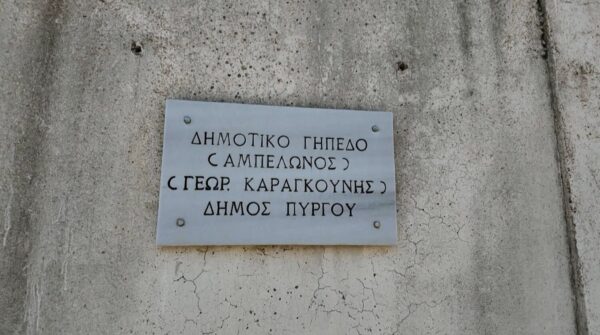 ΔΗΜΟΤΙΚΟ ΓΗΠΕΔΟ
(ΑΜΠΕΛΩΝΟΣ)
(ΓΕΩΡ. ΚΑΡΑΓΚΟΥΝΗΣ)
ΔΗΜΟΣ ΠΥΡΓΟΥ